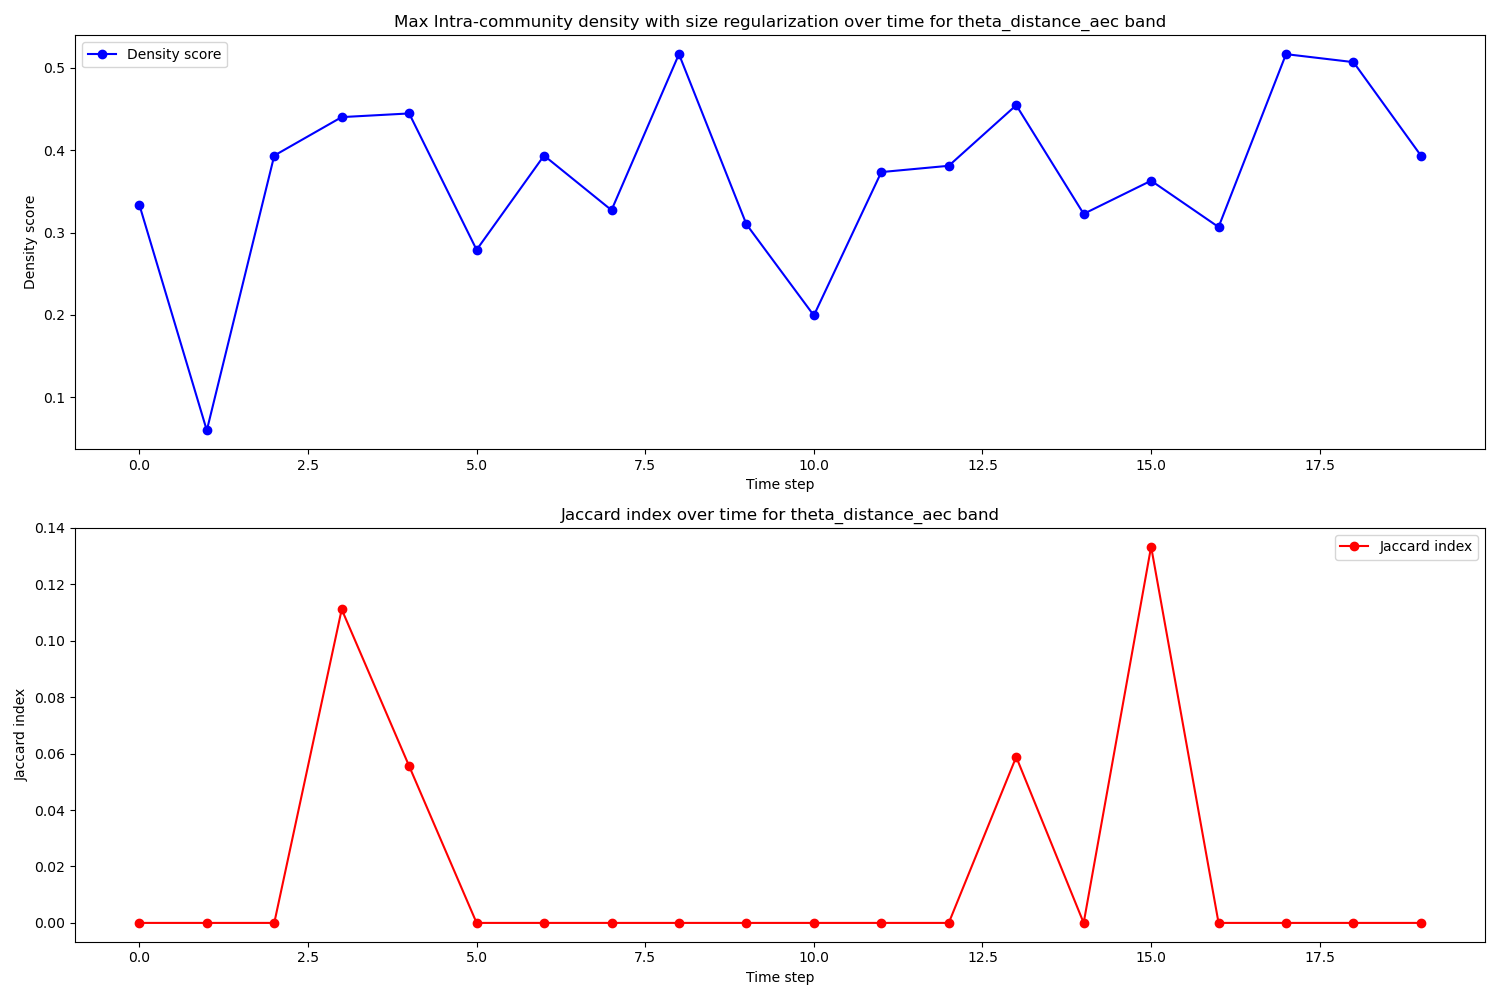 Max Intra-community density with size regularization over time for theta_distance_aec band
Density score
0.5
0.4
0.3
0.2
0.1
Density score
0.0 2.5 5.0 7.5 10.0 12.5 15.0 17.5
Time step
Jaccard index over time for theta_distance_aec band
Jaccard index
0.14
0.12
0.10
0.08
0.06
0.04
0.02
0.00
Jaccard index
0.0 2.5 5.0 7.5 10.0 12.5 15.0 17.5
Time step